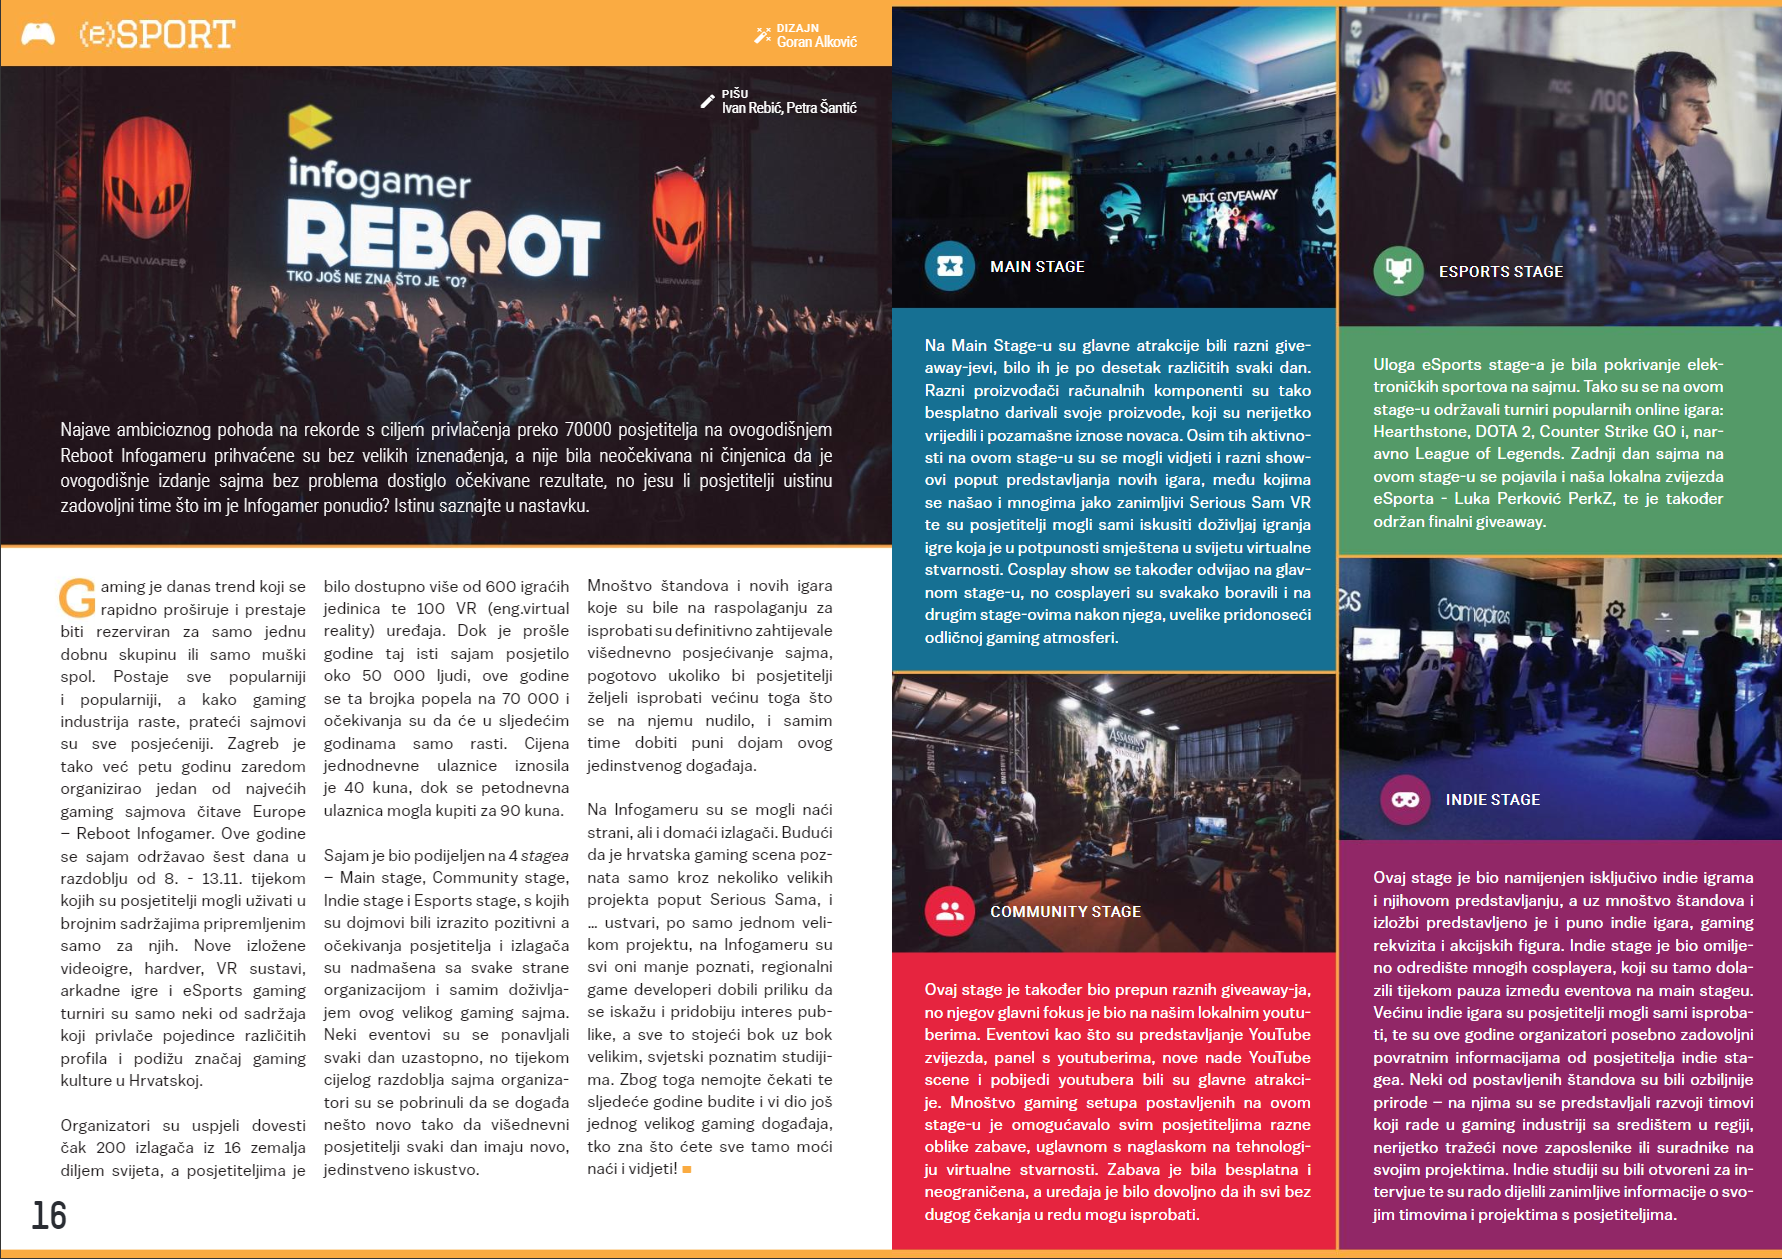 (e)SPORT
DIZAJN
Goran Alković
PIŠU
Ivan Rebić, Petra Šantić
infogamer
REBOOT
TKO JOŠ NE ZNA ŠTO JE TO?
ALIENWARE
ALIENWARE
Najave ambicioznog pohoda na rekorde s ciljem privlačenja preko 70000 posjetitelja na ovogodišnjem
Reboot Infogameru prihvaćene su bez velikih iznenađenja, a nije bila neočekivana ni činjenica da je
ovogodišnje izdanje sajma bez problema dostiglo očekivane rezultate, no jesu li posjetitelji uistinu
zadovoljni time što im je Infogamer ponudio? Istinu saznajte u nastavku.
Gaming je danas trend koji se
rapidno proširuje i prestaje
biti rezerviran za samo jednu
dobnu skupinu ili samo muški
spol. Postaje sve popularniji
i popularniji, a kako gaming
industrija raste, prateći sajmovi
su sve posjećeniji. Zagreb je
tako već petu godinu zaredom
organizirao jedan od najvećih
gaming sajmova čitave Europe
– Reboot Infogamer. Ove godine
se sajam održavao šest dana u
razdoblju od 8. - 13.11. tijekom
kojih su posjetitelji mogli uživati u
brojnim sadržajima pripremljenim
samo za njih. Nove izložene
videoigre, hardver, VR sustavi,
arkadne igre i eSports gaming
turniri su samo neki od sadržaja
koji privlače pojedince različitih
profila i podižu značaj gaming
kulture u Hrvatskoj.
Organizatori su uspjeli dovesti
čak 200 izlagača iz 16 zemalja
diljem svijeta, a posjetiteljima je
bilo dostupno više od 600 igraćih
jedinica te 100 VR (eng.virtual
reality) uređaja. Dok je prošle
godine taj isti sajam posjetilo
oko 50 000 ljudi, ove godine
se ta brojka popela na 70 000 i
očekivanja su da će u sljedećim
godinama samo rasti. Cijena
jednodnevne ulaznice iznosila
je 40 kuna, dok se petodnevna
ulaznica mogla kupiti za 90 kuna.
Sajam je bio podijeljen na 4 stagea
– Main stage, Community stage,
Indie stage i Esports stage, s kojih
su dojmovi bili izrazito pozitivni a
očekivanja posjetitelja i izlagača
su nadmašena sa svake strane
organizacijom i samim doživlja-
jem ovog velikog gaming sajma.
Neki eventovi su se ponavljali
svaki dan uzastopno, no tijekom
cijelog razdoblja sajma organiza-
tori su se pobrinuli da se događa
nešto novo tako da višednevni
posjetitelji svaki dan imaju novo,
jedinstveno iskustvo.
Mnoštvo štandova i novih igara
koje su bile na raspolaganju za
isprobati su definitivno zahtijevale
višednevno posjećivanje sajma,
pogotovo ukoliko bi posjetitelji
željeli isprobati većinu toga što
se na njemu nudilo, i samim
time dobiti puni dojam ovog
jedinstvenog događaja.
Na Infogameru su se mogli naći
strani, ali i domaći izlagači. Budući
da je hrvatska gaming scena poz-
nata samo kroz nekoliko velikih
projekta poput Serious Sama, i
... ustvari, po samo jednom veli-
kom projektu, na Infogameru su
svi oni manje poznati, regionalni
game developeri dobili priliku da
se iskažu i pridobiju interes pub-
like, a sve to stojeći bok uz bok
velikim, svjetski poznatim studiji-
ma. Zbog toga nemojte čekati te
sljedeće godine budite i vi dio još
jednog velikog gaming događaja,
tko zna što ćete sve tamo moći
naći i vidjeti!
16
VELIKI GIVEAWAY
MAIN STAGE
Na Main Stage-u su glavne atrakcije bili razni give-
away-jevi, bilo ih je po desetak različitih svaki dan.
Razni proizvođači računalnih komponenti su tako
besplatno darivali svoje proizvode, koji su nerijetko
vrijedili i pozamašne iznose novaca. Osim tih aktivno-
sti na ovom stage-u su se mogli vidjeti i razni show-
ovi poput predstavljanja novih igara, među kojima
se našao i mnogima jako zanimljivi Serious Sam VR
te su posjetitelji mogli sami iskusiti doživljaj igranja
igre koja je u potpunosti smještena u svijetu virtualne
stvarnosti. Cosplay show se također odvijao na glav-
nom stage-u, no cosplayeri su svakako boravili i na
drugim stage-ovima nakon njega, uvelike pridonoseći
odličnoj gaming atmosferi.
ASSASSIN'S
SAMSUNG
COMMUNITY STAGE
Ovaj stage je također bio prepun raznih giveaway-ja,
no njegov glavni fokus je bio na našim lokalnim youtu-
berima. Eventovi kao što su predstavljanje YouTube
zvijezda, panel s youtuberima, nove nade YouTube
scene i pobijedi youtubera bili su glavne atrakci-
je. Mnoštvo gaming setupa postavljenih na ovom
stage-u je omogućavalo svim posjetiteljima razne
oblike zabave, uglavnom s naglaskom na tehnologi-
ju virtualne stvarnosti. Zabava je bila besplatna i
neograničena, a uređaja je bilo dovoljno da ih svi bez
dugog čekanja u redu mogu isprobati.
AOC
AOC
ESPORTS STAGE
Uloga eSports stage-a je bila pokrivanje elek-
troničkih sportova na sajmu. Tako su se na ovom
stage-u održavali turniri popularnih online igara:
Hearthstone, DOTA 2, Counter Strike GO i, nar-
avno League of Legends. Zadnji dan sajma na
ovom stage-u se pojavila i naša lokalna zvijezda
eSporta - Luka Perković PerkZ, te je također
održan finalni giveaway.
Gamepires
INDIE STAGE
Ovaj stage je bio namijenjen isključivo indie igrama
i njihovom predstavljanju, a uz mnoštvo štandova i
izložbi predstavljeno je i puno indie igara, gaming
rekvizita i akcijskih figura. Indie stage je bio omilje-
no odredište mnogih cosplayera, koji su tamo dola-
zili tijekom pauza između eventova na main stageu.
Većinu indie igara su posjetitelji mogli sami isproba-
ti, te su ove godine organizatori posebno zadovoljni
povratnim informacijama od posjetitelja indie sta-
gea. Neki od postavljenih štandova su bili ozbiljnije
prirode – na njima su se predstavljali razvoji timovi
koji rade u gaming industriji sa središtem u regiji,
nerijetko tražeći nove zaposlenike ili suradnike na
svojim projektima. Indie studiji su bili otvoreni za in-
tervjue te su rado dijelili zanimljive informacije o svo-
jim timovima i projektima s posjetiteljima.